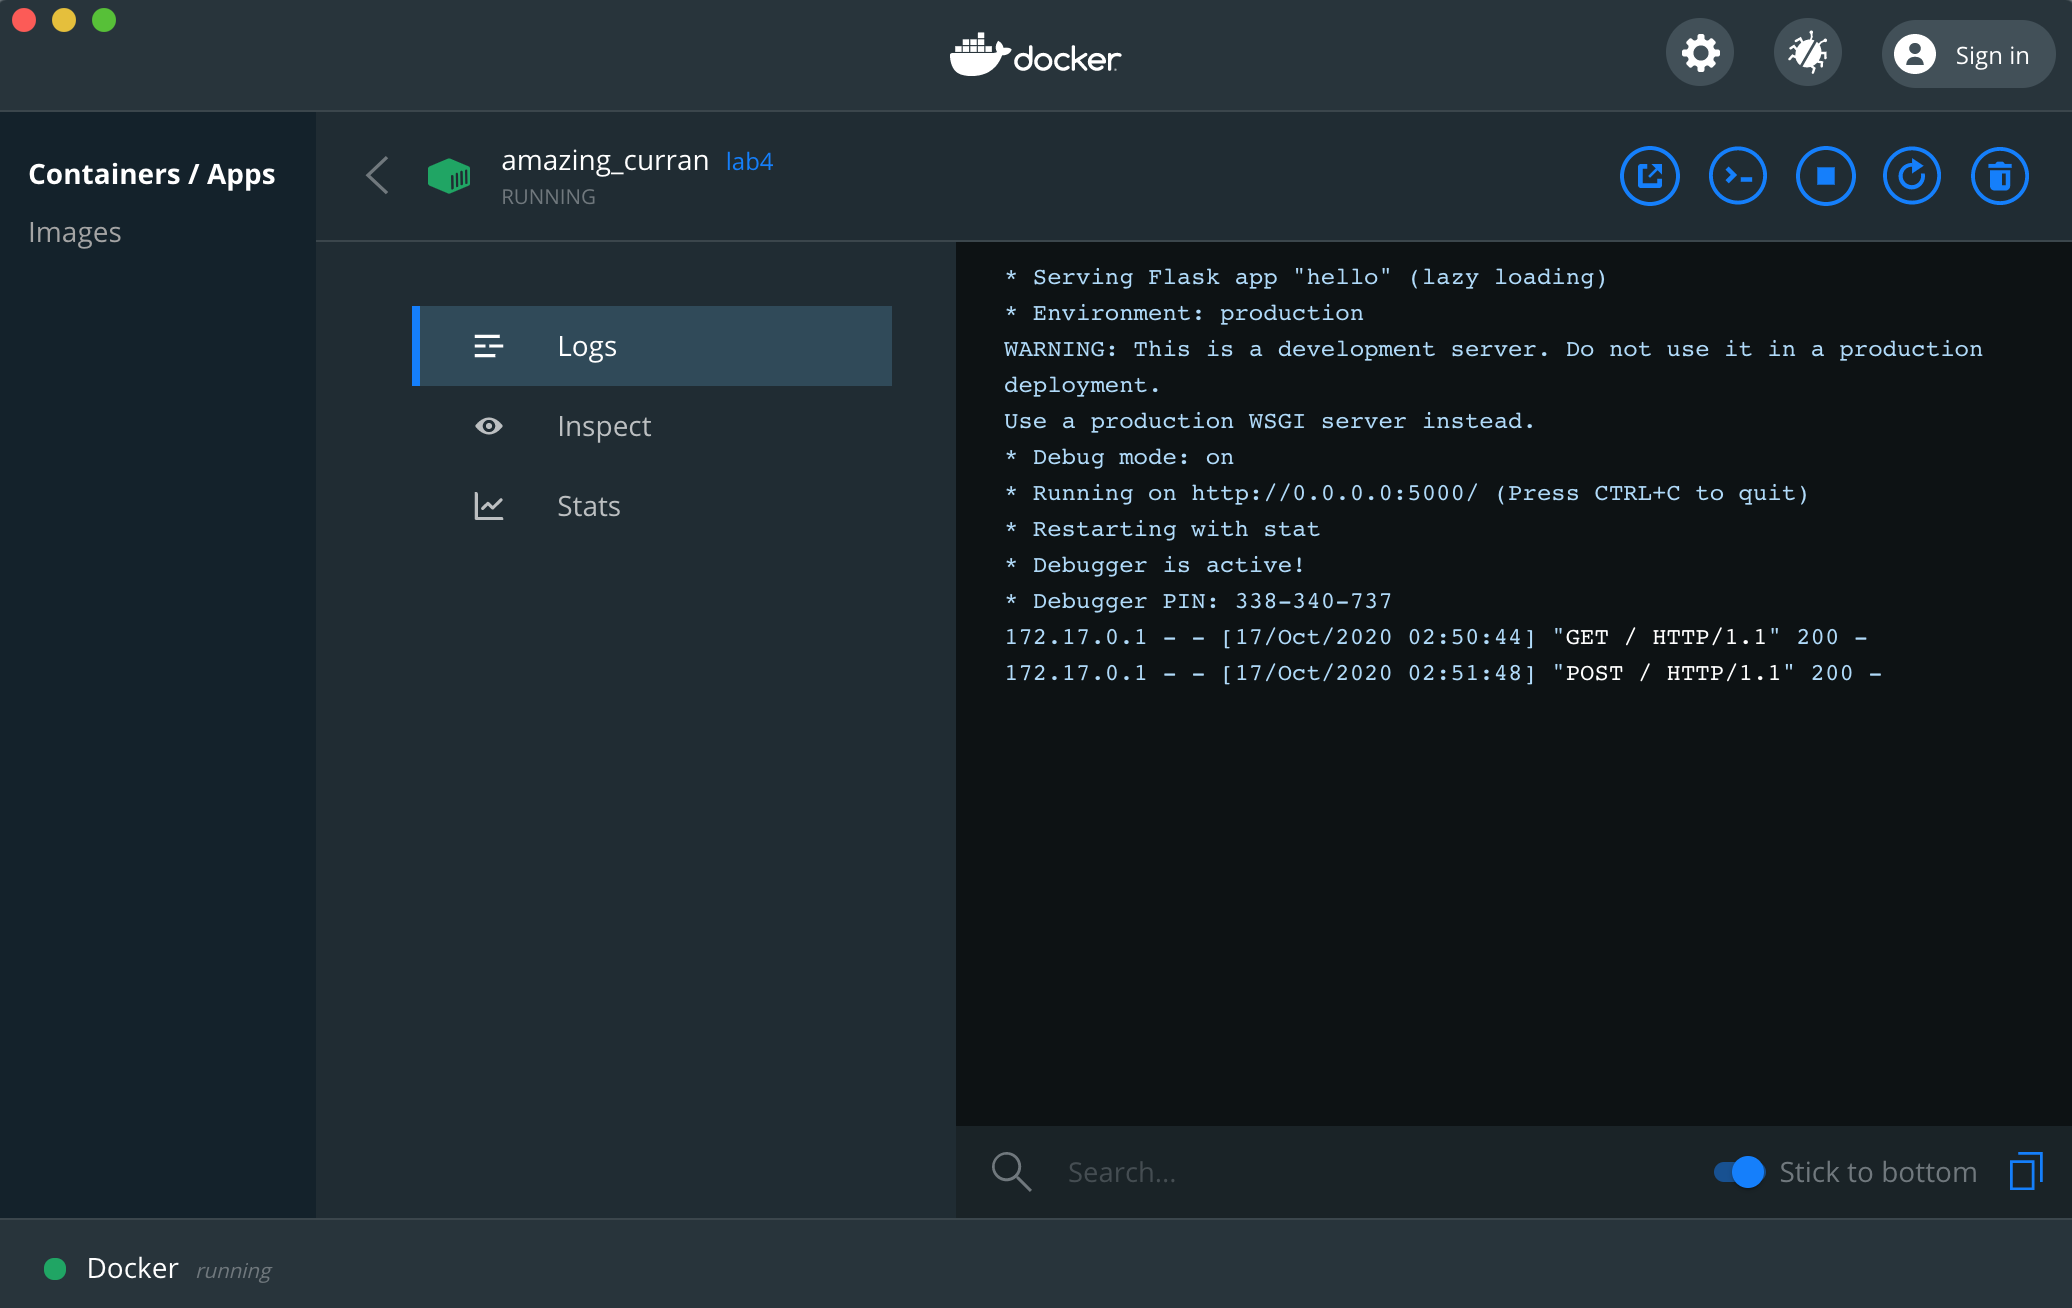 docker
Sign in
Containers / Apps
Images
amazing_curran lab4
RUNNING
Logs
Inspect
Stats
* Serving Flask app "hello" (lazy loading)
* Environment: production
WARNING: This is a development server. Do not use it in a production
deployment.
Use a production WSGI server instead.
* Debug mode: on
* Running on http://0.0.0.0:5000/ (Press CTRL+C to quit)
* Restarting with stat
* Debugger is active!
* Debugger PIN: 338-340-737
172.17.0.1 - - [17/Oct/2020 02:50:44] "GET / HTTP/1.1" 200 -
172.17.0.1 - - [17/Oct/2020 02:51:48] "POST / HTTP/1.1" 200 -
Search...
Stick to bottom
Docker running